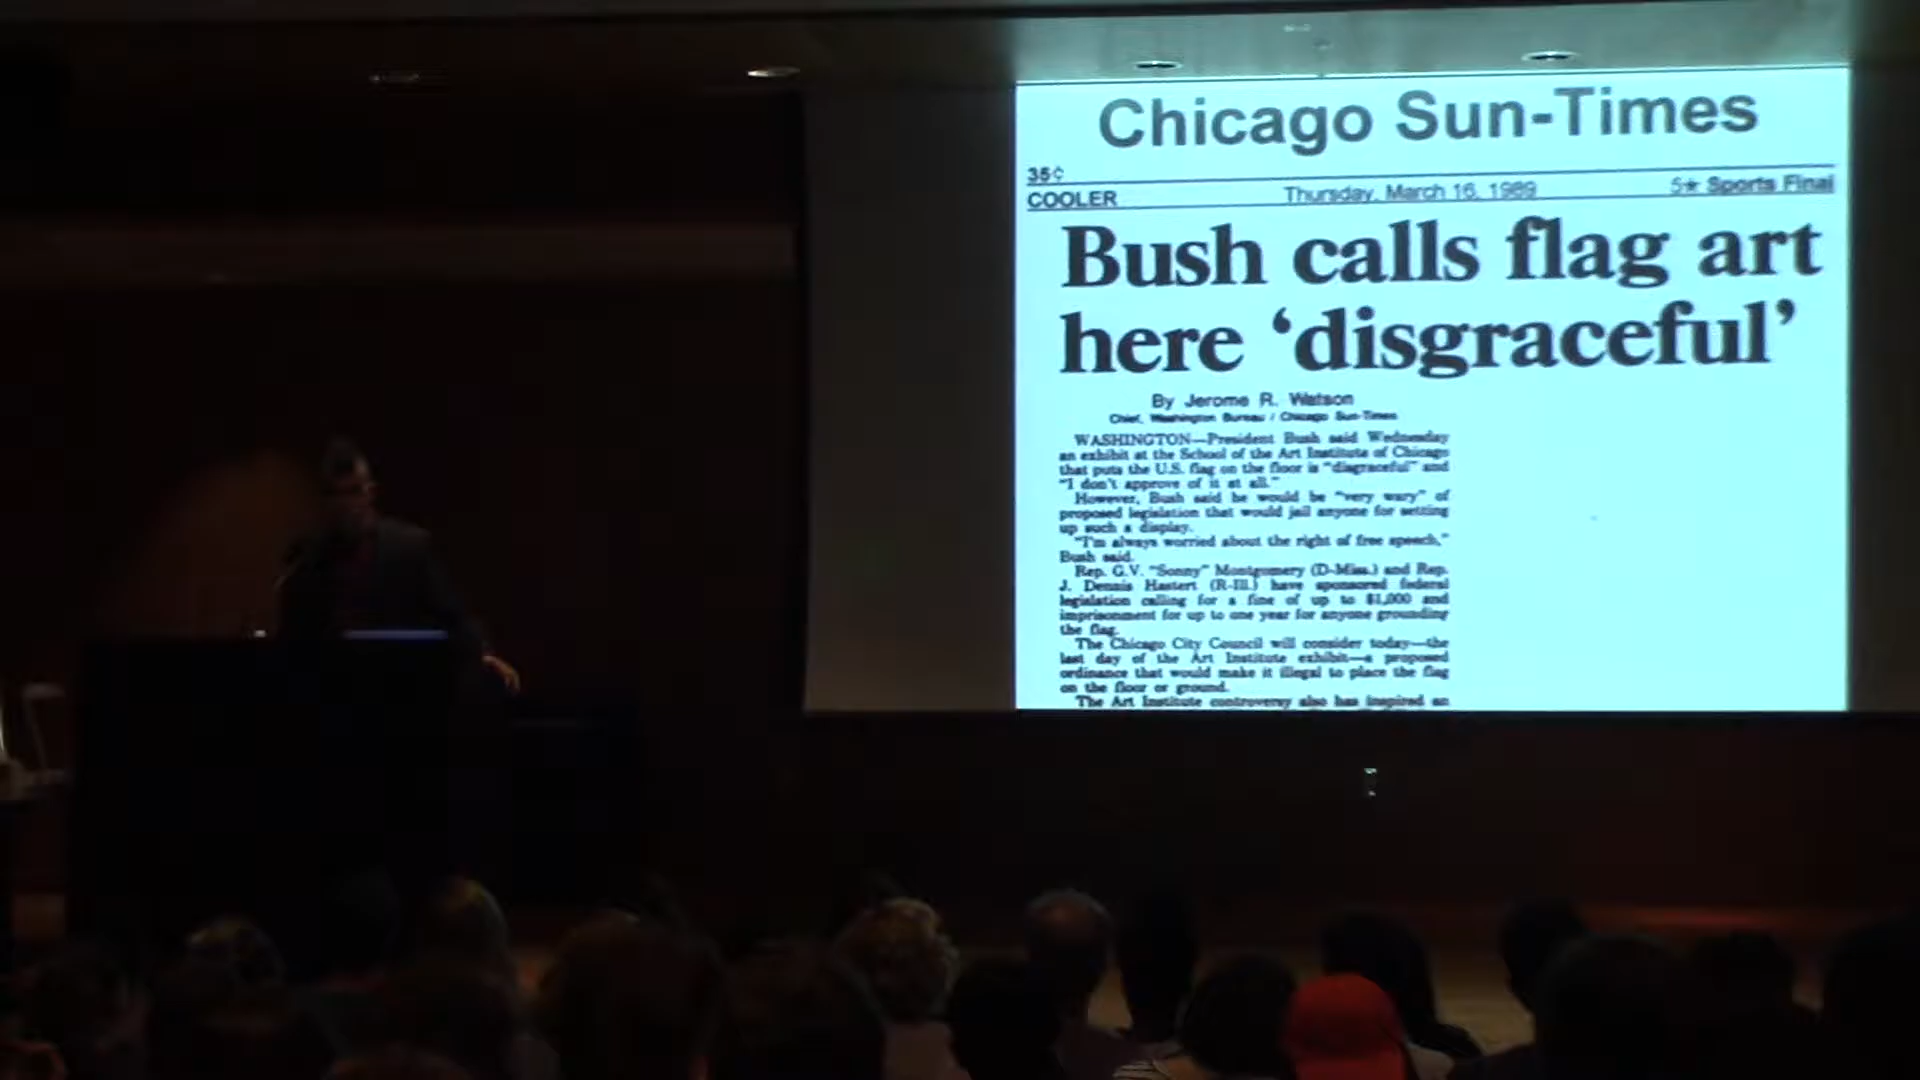 Chicago Sun-Times
35¢
COOLER Thursday, March 16, 1989 5★ Sports Final
Bush calls flag art
here ‘disgraceful’
By Jerome R. Watson
Chief, Washington Bureau / Chicago Sun-Times
WASHINGTON—President Bush said Wednesday
an exhibit at the School of the Art Institute of Chicago
that puts the U.S. flag on the floor is "disgraceful" and
"I don't approve of it at all."
However, Bush said he would be "very wary" of
proposed legislation that would jail anyone for setting
up such a display.
"I'm always worried about the right of free speech,"
Bush said.
Rep. G.V. "Sonny" Montgomery (D-Miss.) and Rep.
J. Dennis Hastert (R-Ill.) have sponsored federal
legislation calling for a fine of up to $1,000 and
imprisonment for up to one year for anyone grounding
the flag.
The Chicago City Council will consider today—the
last day of the Art Institute exhibit—a proposed
ordinance that would make it illegal to place the flag
on the floor or ground.
The Art Institute controversy also has inspired an